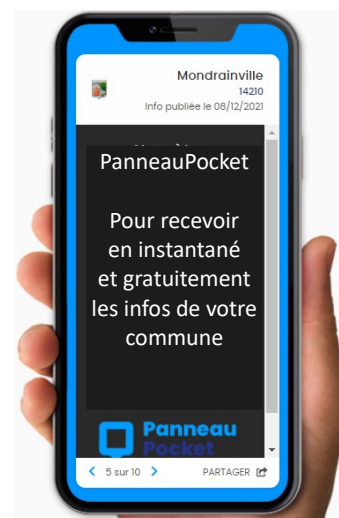 Mondrainville
14210
Info publiée le 08/12/2021
PanneauPocket
Pour recevoir
en instantané
et gratuitement
les infos de votre
commune
Panneau
Pocket
5 sur 10
PARTAGER